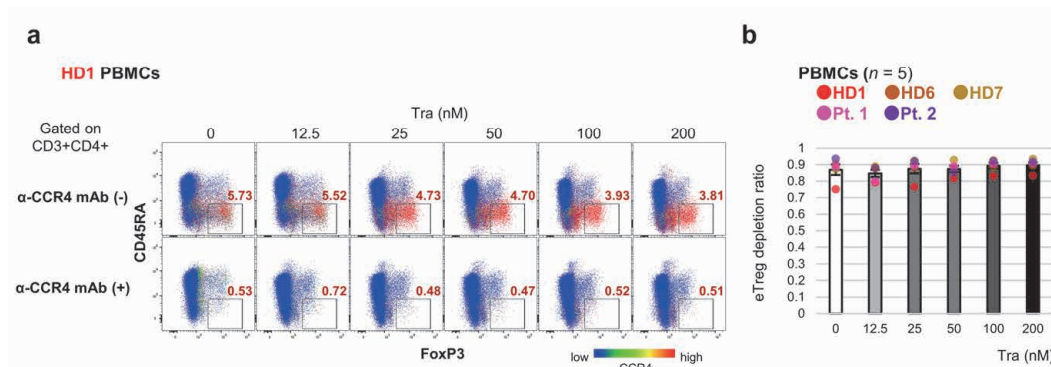 a
HD1 PBMCs
Tra (nM)
Gated on
CD3+CD4+
0 12.5 25 50 100 200
α-CCR4 mAb (-)
5.73 5.52 4.73 4.70 3.93 3.81
CD45RA
α-CCR4 mAb (+)
0.53 0.72 0.48 0.47 0.52 0.51
FoxP3
low high
CCR4
b
PBMCs (n = 5)
HD1 HD6 HD7
Pt. 1 Pt. 2
eTreg depletion ratio
1
0.9
0.8
0.7
0.6
0.5
0.4
0.3
0.2
0.1
0
0 12.5 25 50 100 200
Tra (nM)